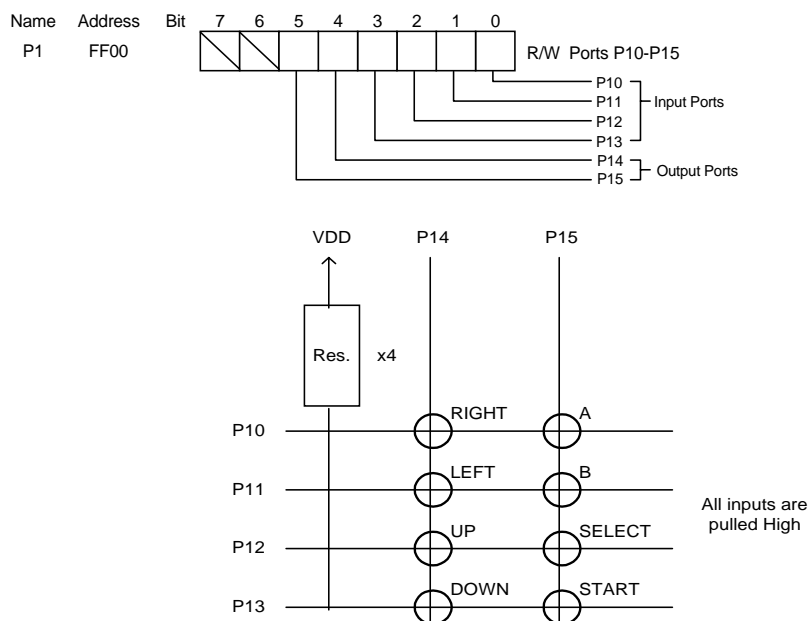 Name Address Bit 7 6 5 4 3 2 1 0
P1 FF00 R/W Ports P10-P15
P10
P11 Input Ports
P12
P13
P14
P15 Output Ports
VDD P14 P15
Res. x4
RIGHT A
P10
LEFT B
P11
All inputs are
pulled High
UP SELECT
P12
DOWN START
P13